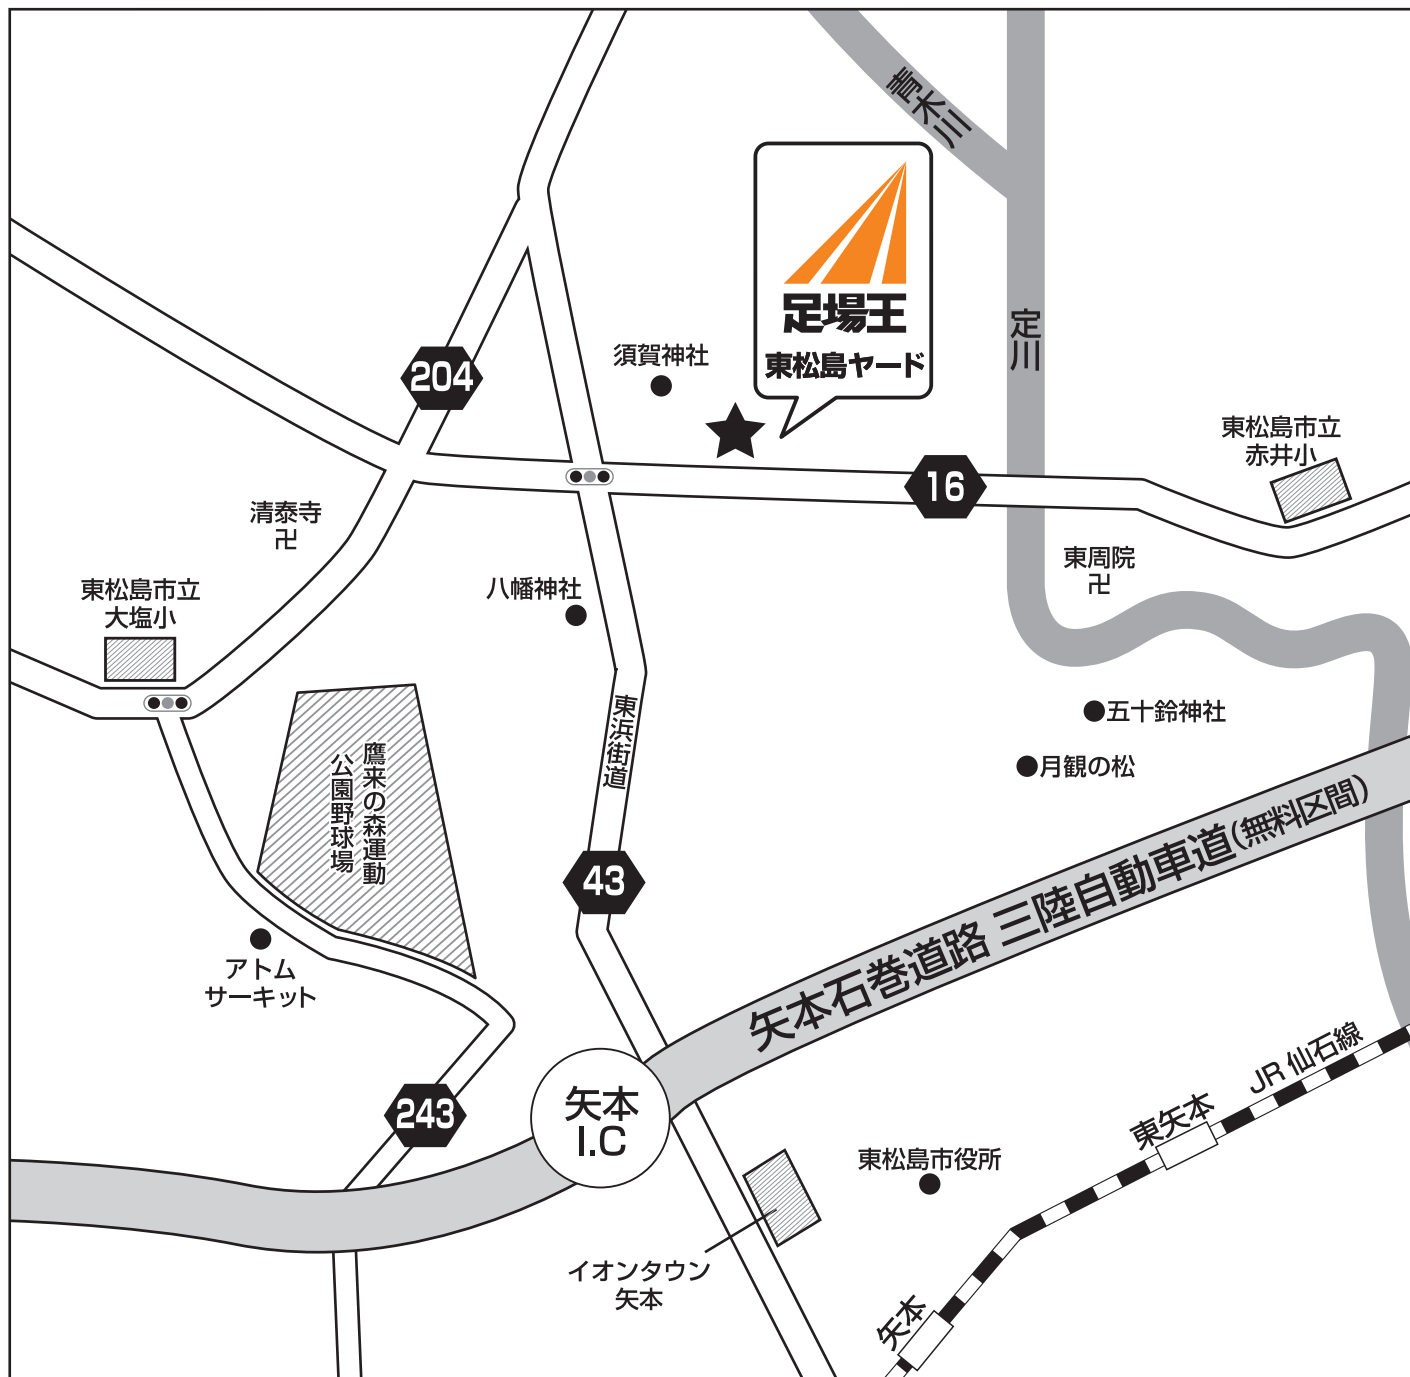 青木川
足場王
東松島ヤード
定川
須賀神社
204
東松島市立
赤井小
16
清泰寺
卍
東周院
卍
東松島市立
大塩小
八幡神社
東浜街道
五十鈴神社
月観の松
鷹来の森運動
公園野球場
43
矢本石巻道路 三陸自動車道(無料区間)
アトム
サーキット
243
矢本
I.C
JR 仙石線
東矢本
東松島市役所
イオンタウン
矢本
矢本